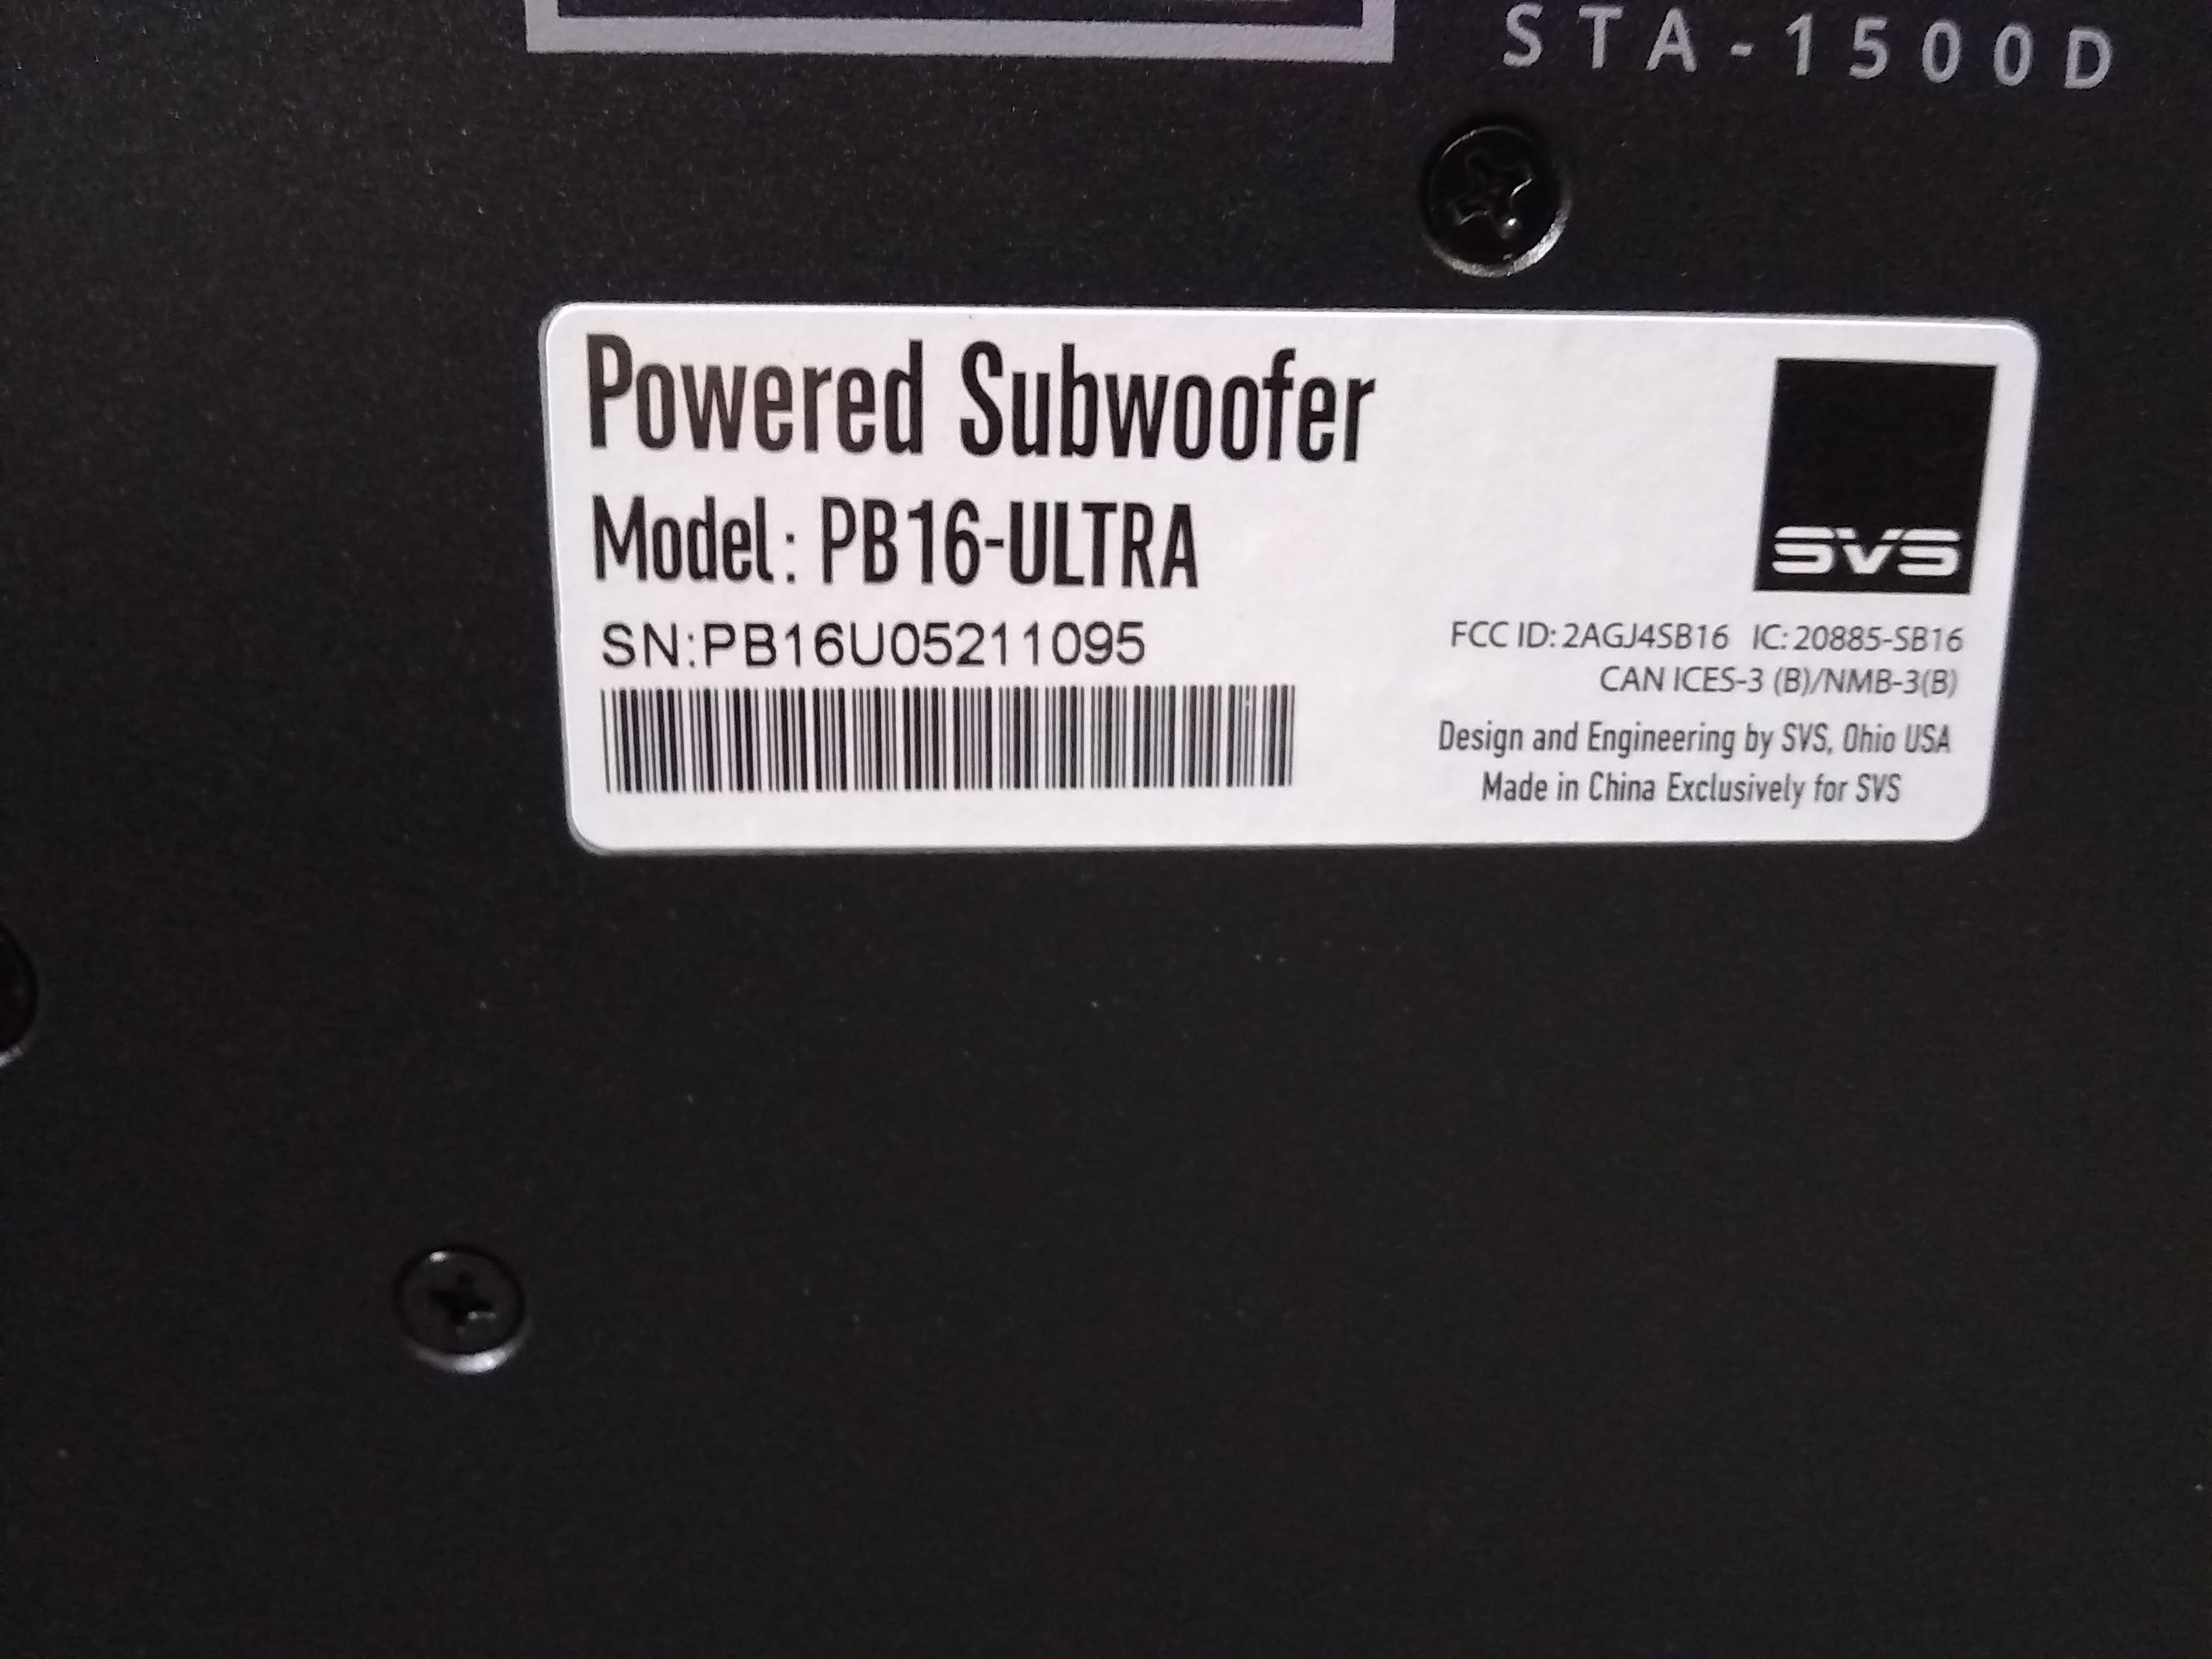 STA-1500D
Powered Subwoofer
Model: PB16-ULTRA
SN:PB16U05211095
SVS
FCC ID: 2AGJ4SB16 IC: 20885-SB16
CAN ICES-3 (B)/NMB-3(B)
Design and Engineering by SVS, Ohio USA
Made in China Exclusively for SVS